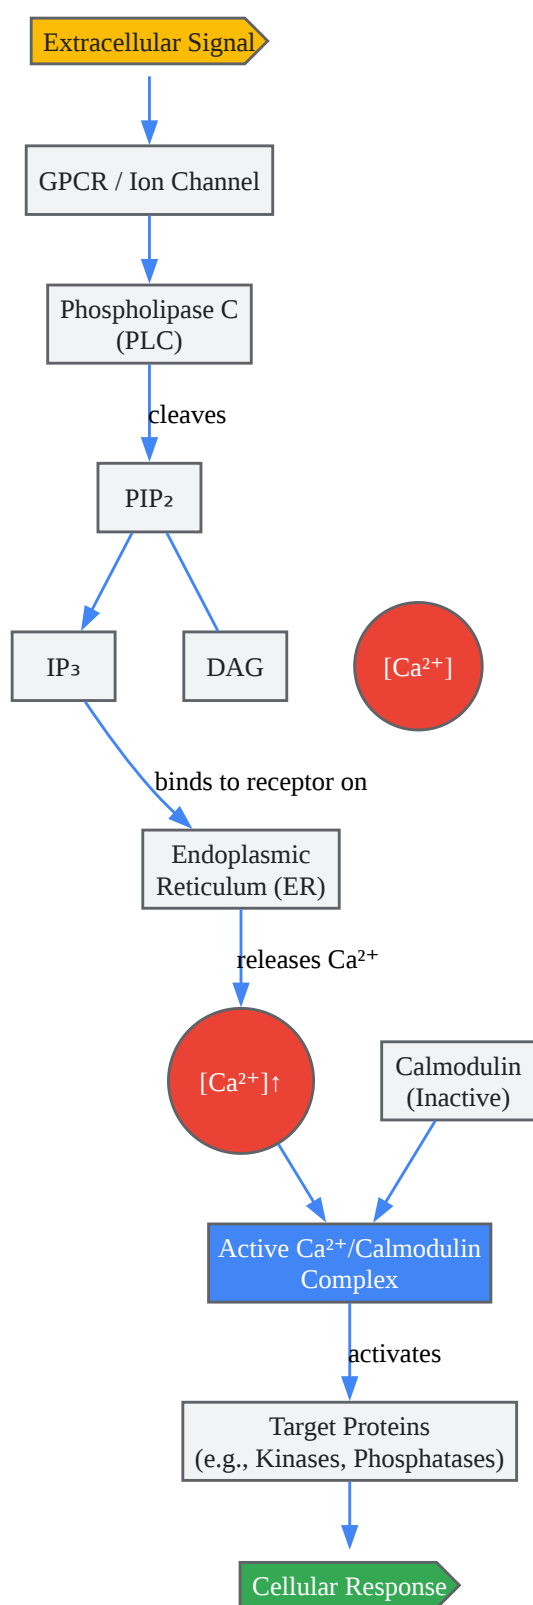 Extracellular Signal
GPCR / Ion Channel
Phospholipase C
(PLC)
cleaves
PIP₂
IP₃
DAG
[Ca²⁺]
binds to receptor on
Endoplasmic
Reticulum (ER)
releases Ca²⁺
[Ca²⁺]↑
Calmodulin
(Inactive)
Active Ca²⁺/Calmodulin
Complex
activates
Target Proteins
(e.g., Kinases, Phosphatases)
Cellular Response